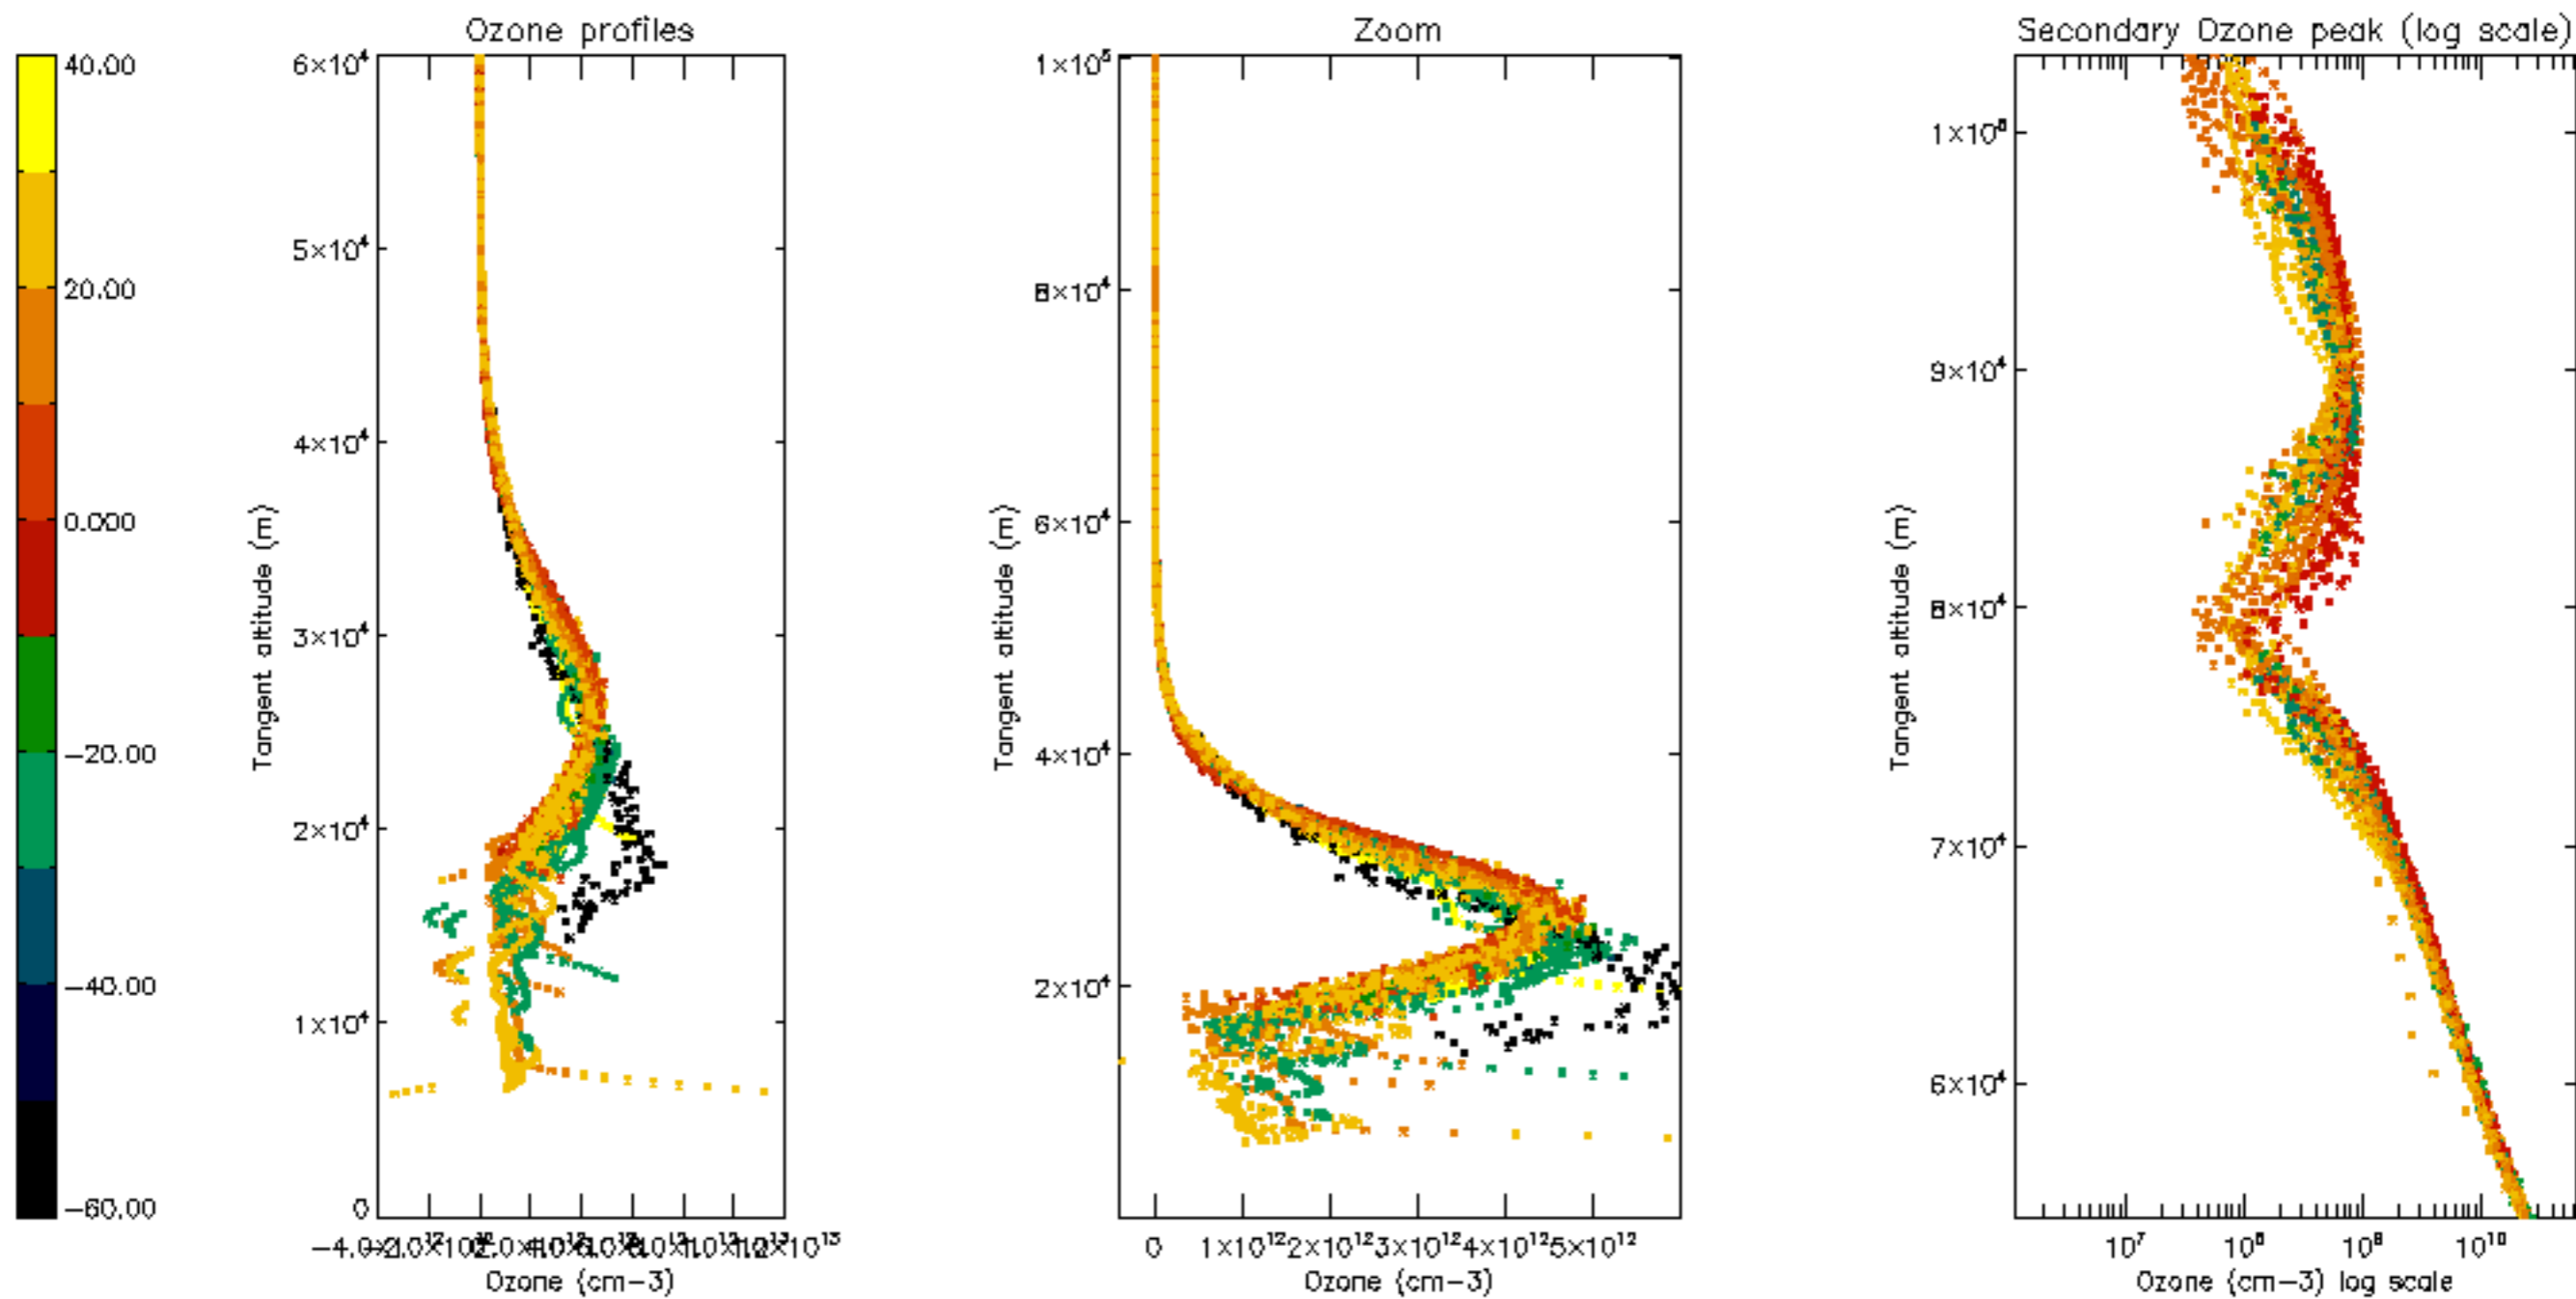 Ozone profiles
Zoom
Secondary Ozone peak (log scale)
40.00
20.00
0.000
−20.00
−40.00
−60.00
6×10⁴
5×10⁴
4×10⁴
3×10⁴
2×10⁴
1×10⁴
0
Tangent altitude (m)
Ozone (cm−3)
1×10⁵
8×10⁴
6×10⁴
4×10⁴
2×10⁴
Tangent altitude (m)
0 1×10¹² 2×10¹² 3×10¹² 4×10¹² 5×10¹²
Ozone (cm−3)
9×10⁴
8×10⁴
7×10⁴
6×10⁴
Tangent altitude (m)
10⁷ 10⁸ 10⁹ 10¹⁰
Ozone (cm−3) log scale